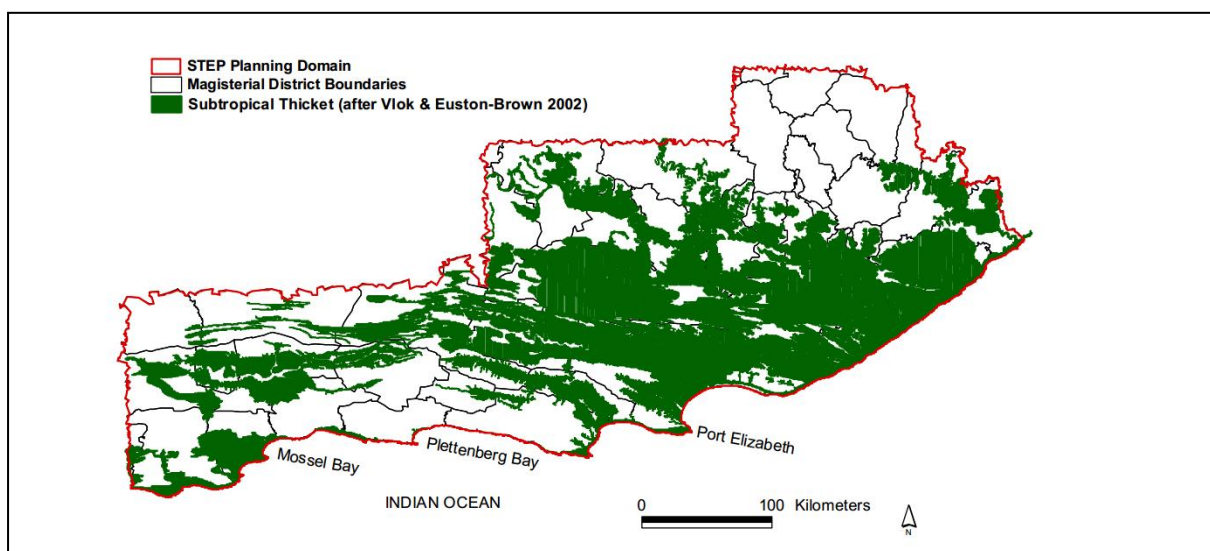 STEP Planning Domain
Magisterial District Boundaries
Subtropical Thicket (after Vlok & Euston-Brown 2002)
Mossel Bay
Plettenberg Bay
Port Elizabeth
INDIAN OCEAN
0 100 Kilometers
N